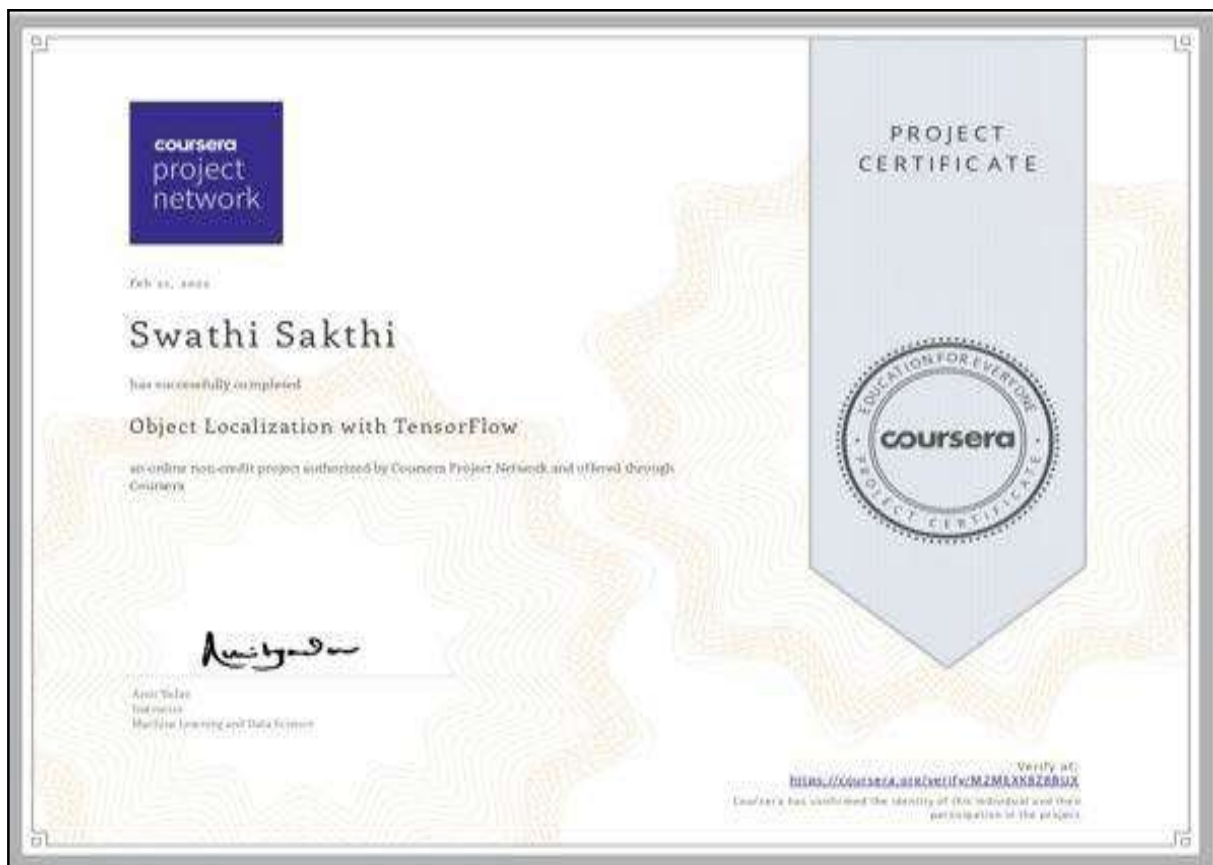 coursera
project
network
PROJECT
CERTIFICATE
Swathi Sakthi
has successfully completed
Object Localization with TensorFlow
an online non-credit project authorized by Coursera Project Network and offered through
Coursera
EDUCATION FOR EVERYONE
coursera
PROJECT CERTIFICATE
Instructor
Machine Learning and Data Science
Verify at:
Coursera has confirmed the identity of this individual and their
participation in the project